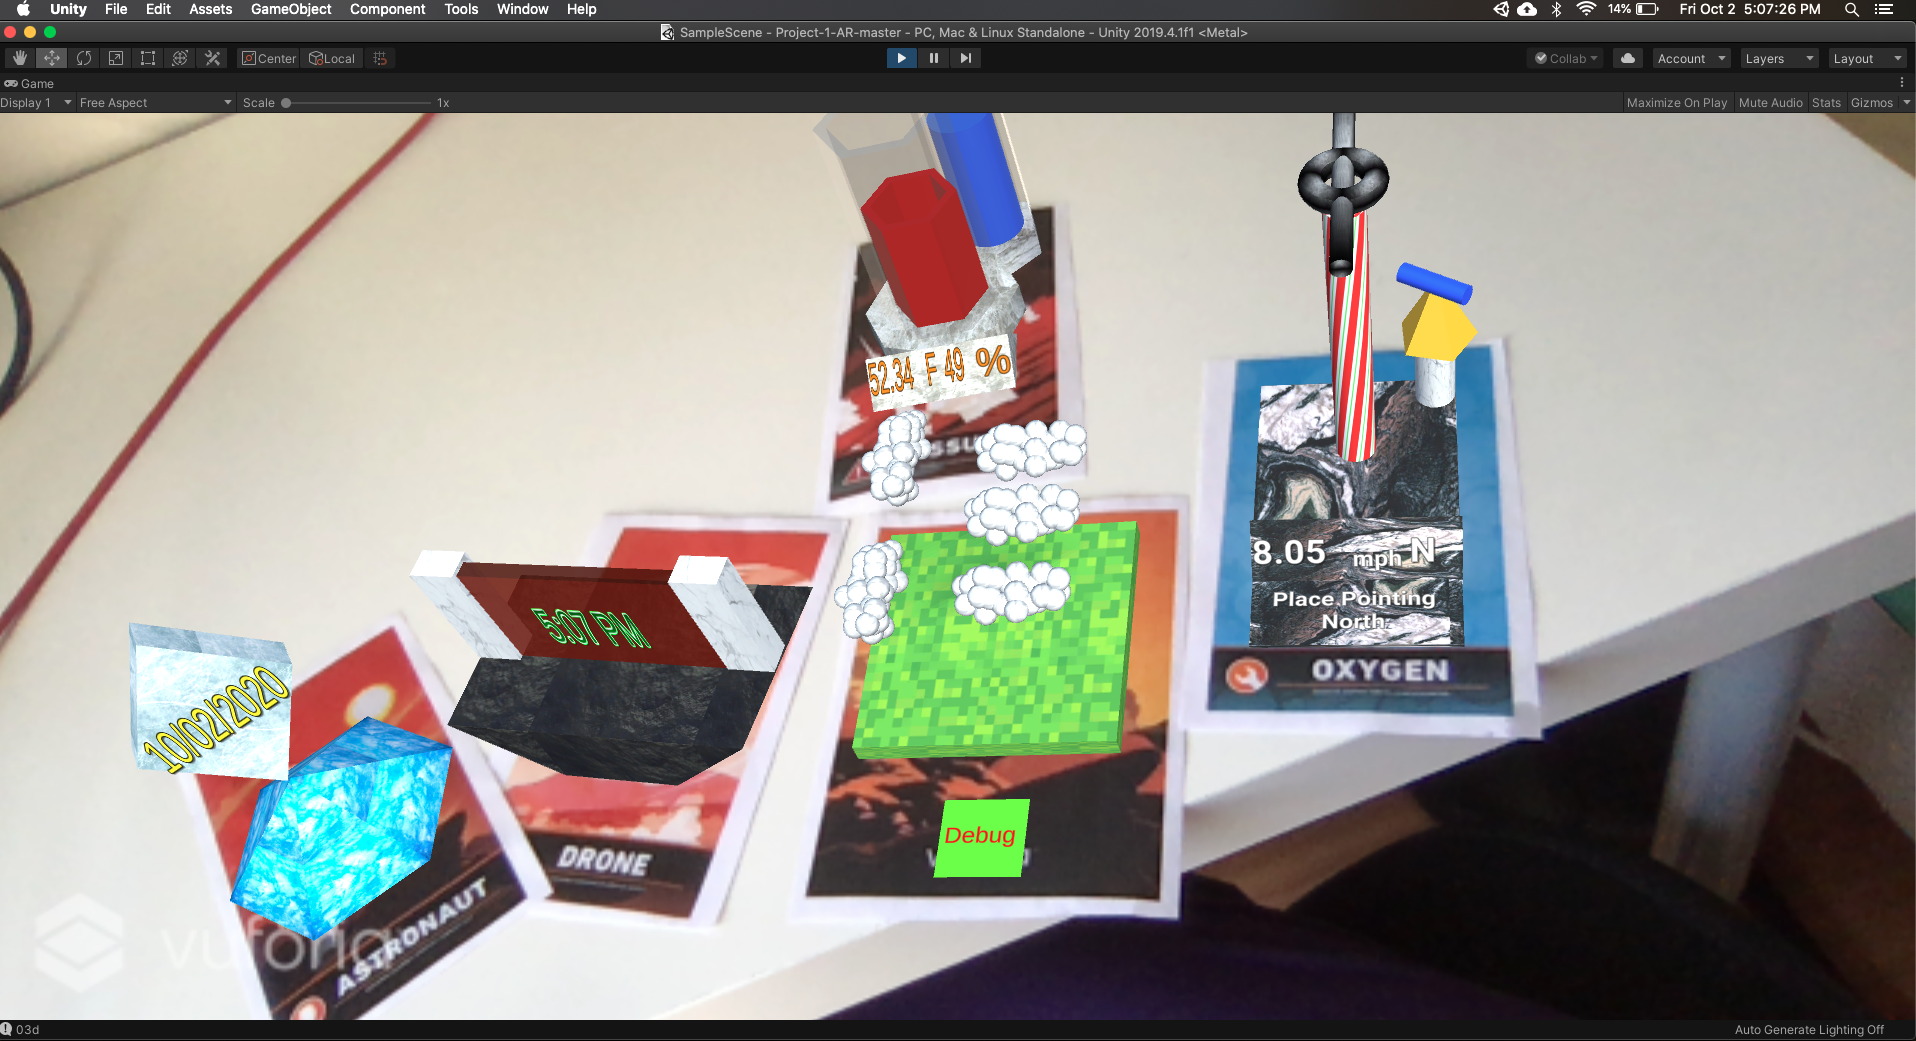 Unity File Edit Assets GameObject Component Tools Window Help 14% Fri Oct 2 5:07:26 PM
SampleScene - Project-1-AR-master - PC, Mac & Linux Standalone - Unity 2019.4.1f1 <Metal>
Center Local Collab Account Layers Layout
Game
Display 1 Free Aspect Scale 1x Maximize On Play Mute Audio Stats Gizmos
52.34 F 49 %
8.05 mph N
Place Pointing
North
OXYGEN
5:07 PM
10/02/2020
Debug
DRONE
ASTRONAUT
vuforia
03d Auto Generate Lighting Off